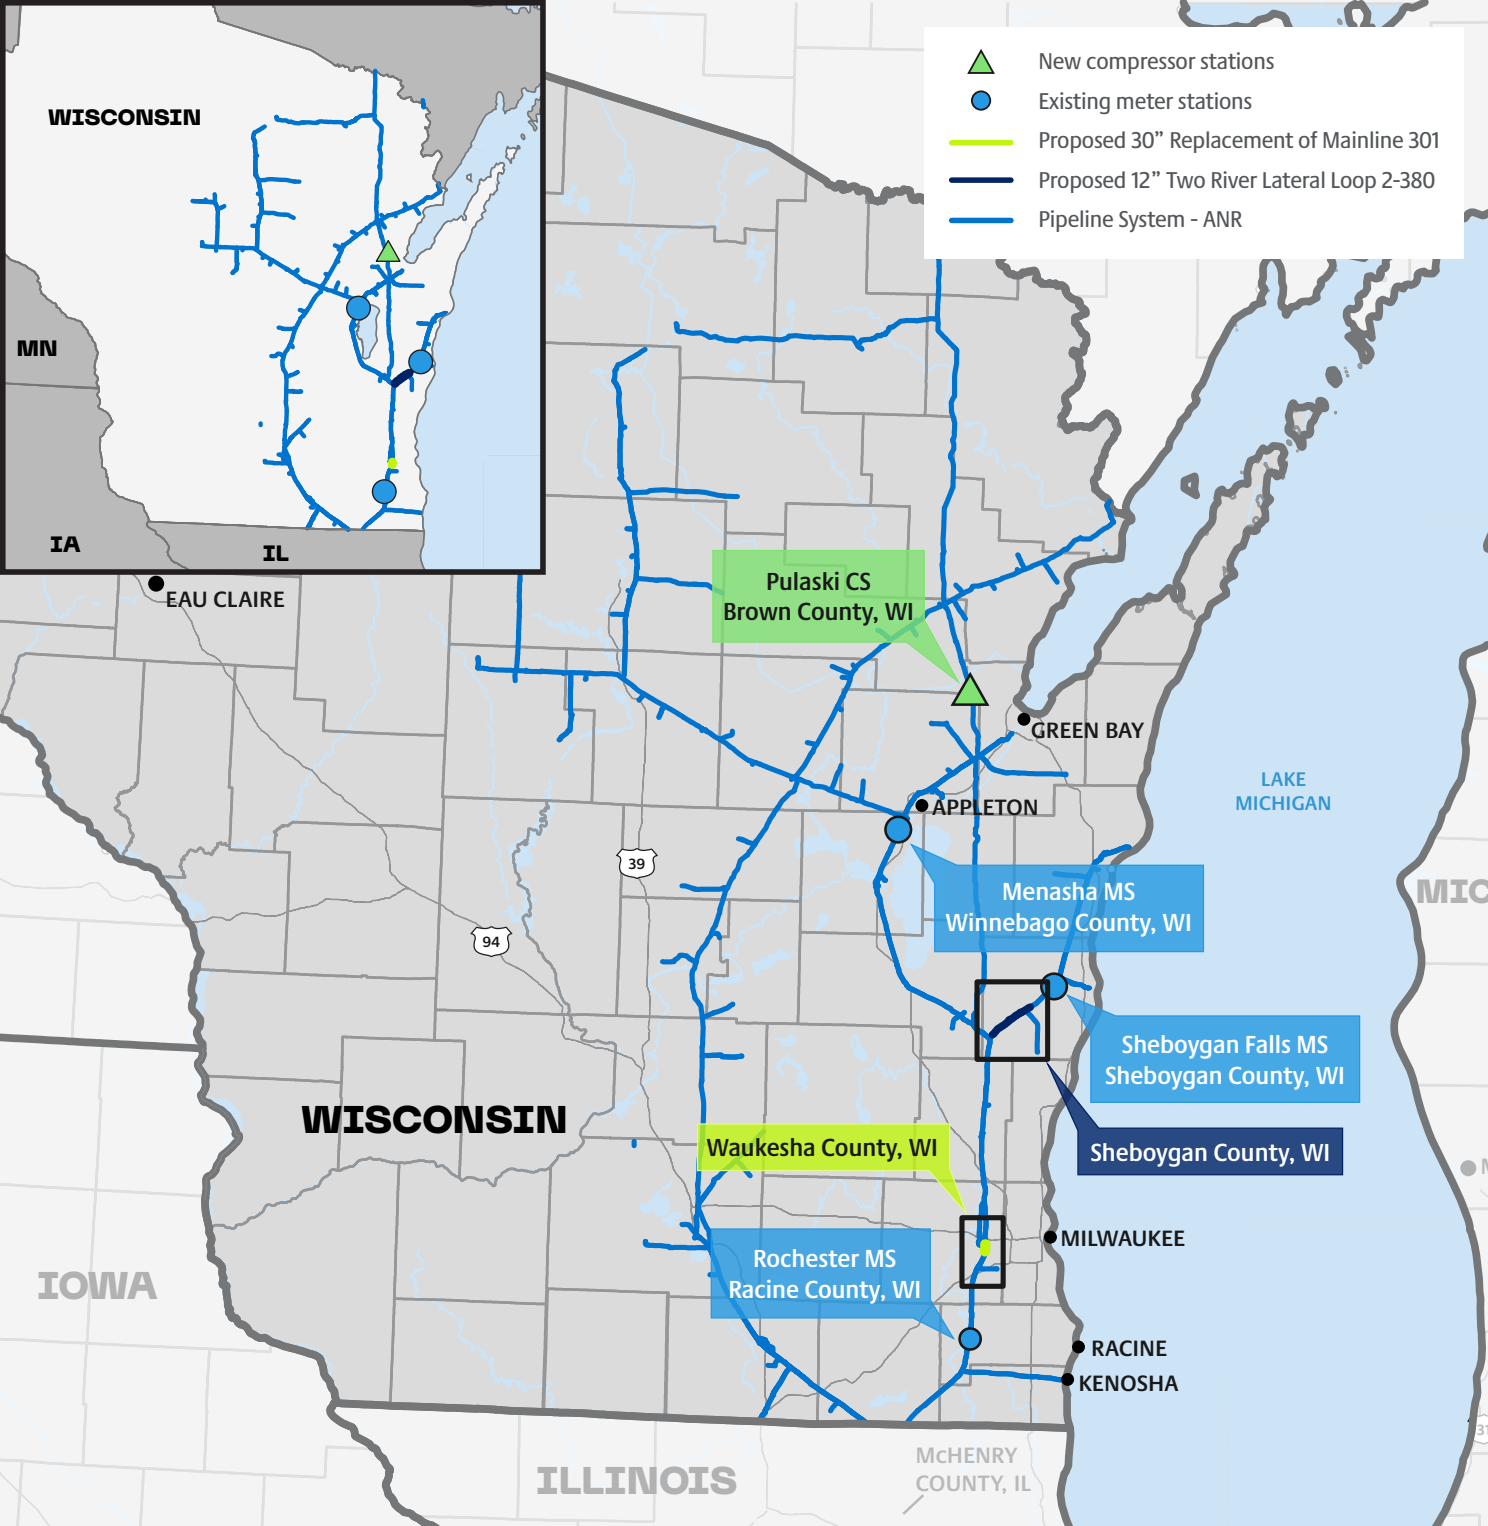 WISCONSIN
MN
IA
IL
New compressor stations
Existing meter stations
Proposed 30” Replacement of Mainline 301
Proposed 12” Two River Lateral Loop 2-380
Pipeline System - ANR
EAU CLAIRE
Pulaski CS
Brown County, WI
GREEN BAY
LAKE
MICHIGAN
APPLETON
39
Menasha MS
Winnebago County, WI
MIC
94
Sheboygan Falls MS
Sheboygan County, WI
WISCONSIN
Waukesha County, WI
Sheboygan County, WI
MILWAUKEE
Rochester MS
Racine County, WI
IOWA
RACINE
KENOSHA
McHENRY
COUNTY, IL
ILLINOIS